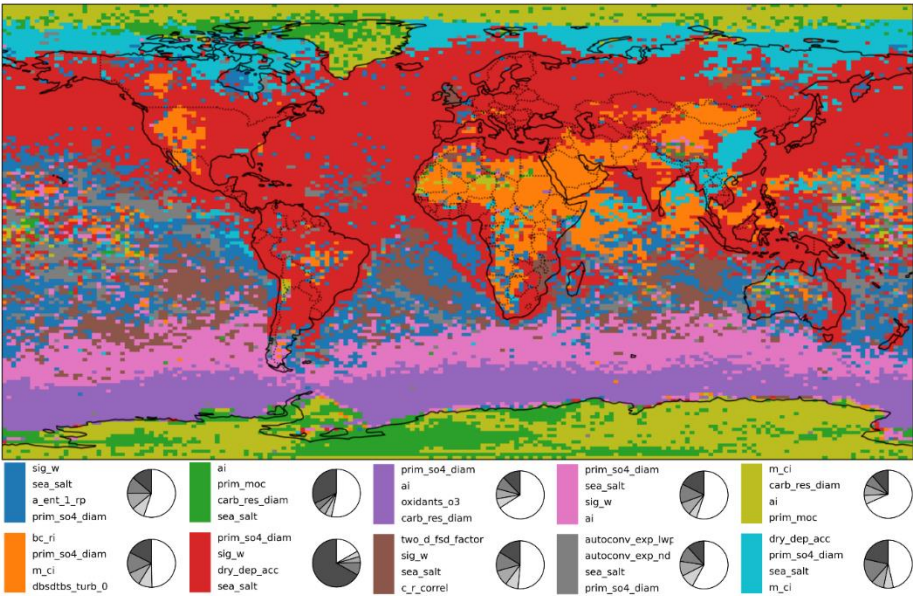 sig_w
sea_salt
a_ent_1_rp
prim_so4_diam
ai
prim_moc
carb_res_diam
sea_salt
prim_so4_diam
ai
oxidants_o3
carb_res_diam
prim_so4_diam
sea_salt
sig_w
ai
m_ci
carb_res_diam
ai
prim_moc
bc_ri
prim_so4_diam
m_ci
dbsdtbs_turb_0
prim_so4_diam
sig_w
dry_dep_acc
sea_salt
two_d_fsd_factor
sig_w
sea_salt
c_r_correl
autoconv_exp_lwp
autoconv_exp_nd
sea_salt
prim_so4_diam
dry_dep_acc
prim_so4_diam
sea_salt
m_ci